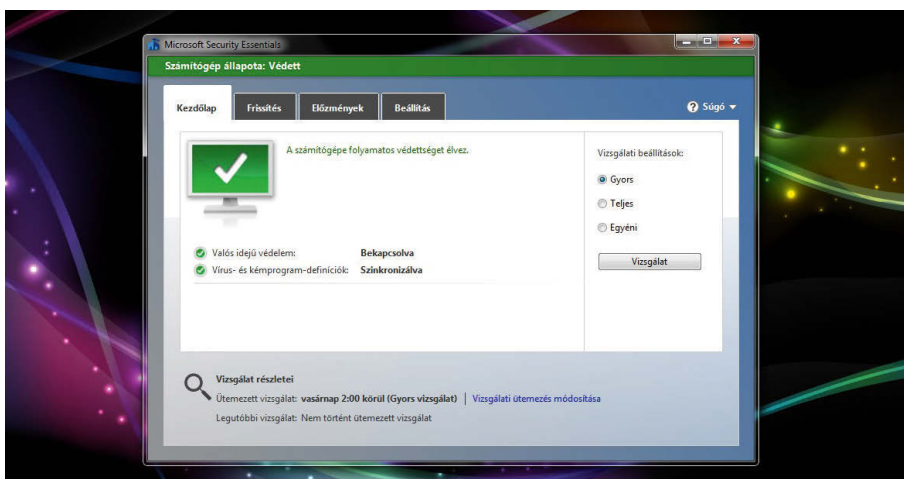 Microsoft Security Essentials
Számítógép állapota: Védett
Kezdőlap Frissítés Előzmények Beállítás Súgó
A számítógépe folyamatos védettséget élvez.
Valós idejű védelem: Bekapcsolva
Vírus- és kémprogram-definíciók: Szinkronizálva
Vizsgálati beállítások:
Gyors
Teljes
Egyéni
Vizsgálat
Vizsgálat részletei
Ütemezett vizsgálat: vasárnap 2:00 körül (Gyors vizsgálat) | Vizsgálati ütemezés módosítása
Legutóbbi vizsgálat: Nem történt ütemezett vizsgálat